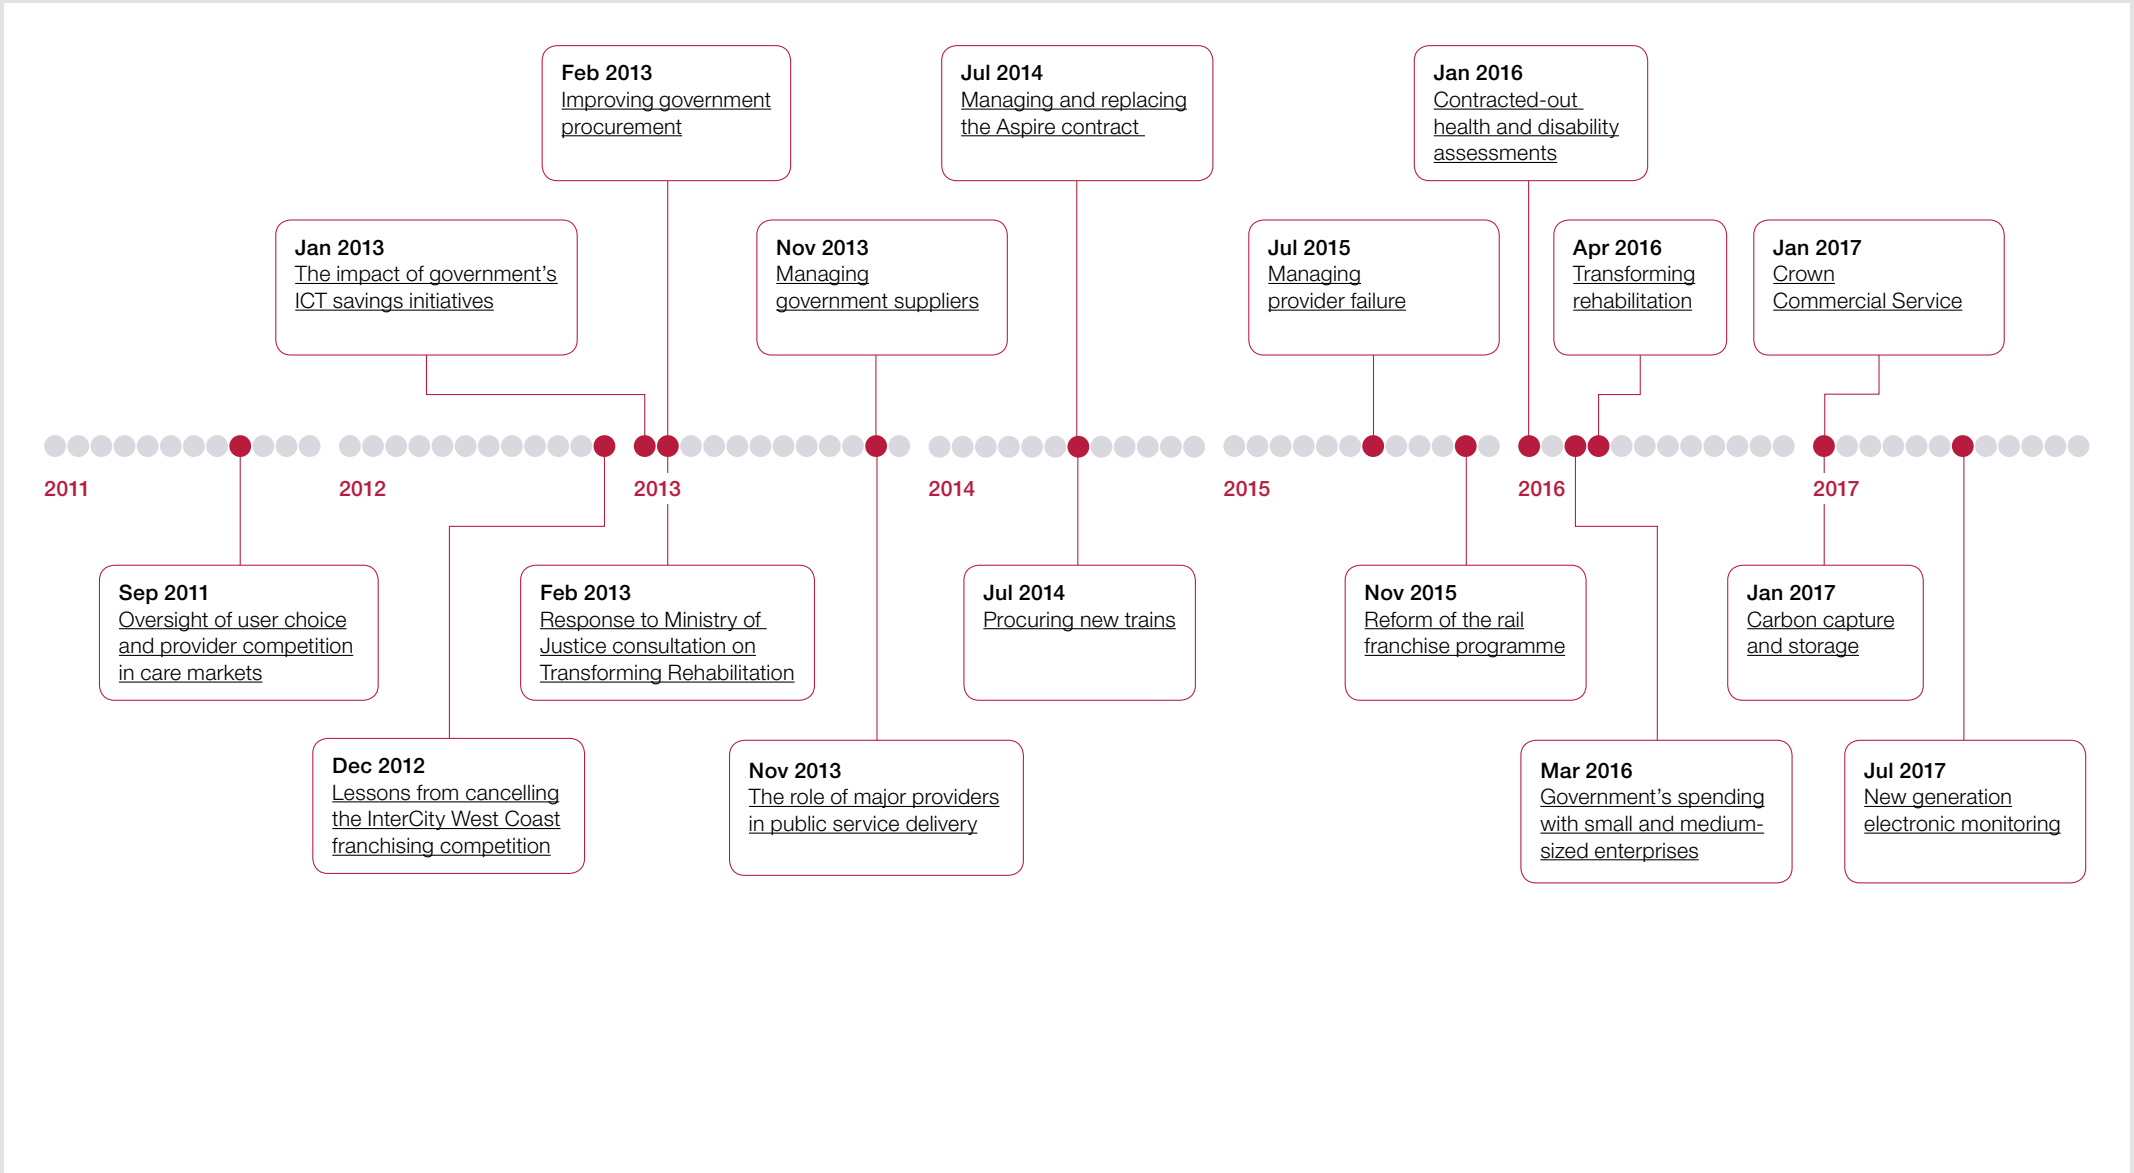 Feb 2013
Improving government
procurement
Jul 2014
Managing and replacing
the Aspire contract
Jan 2016
Contracted-out
health and disability
assessments
Jan 2013
The impact of government’s
ICT savings initiatives
Nov 2013
Managing
government suppliers
Jul 2015
Managing
provider failure
Apr 2016
Transforming
rehabilitation
Jan 2017
Crown
Commercial Service
2011
2012
2013
2014
2015
2016
2017
Sep 2011
Oversight of user choice
and provider competition
in care markets
Feb 2013
Response to Ministry of
Justice consultation on
Transforming Rehabilitation
Jul 2014
Procuring new trains
Nov 2015
Reform of the rail
franchise programme
Jan 2017
Carbon capture
and storage
Dec 2012
Lessons from cancelling
the InterCity West Coast
franchising competition
Nov 2013
The role of major providers
in public service delivery
Mar 2016
Government’s spending
with small and medium-
sized enterprises
Jul 2017
New generation
electronic monitoring